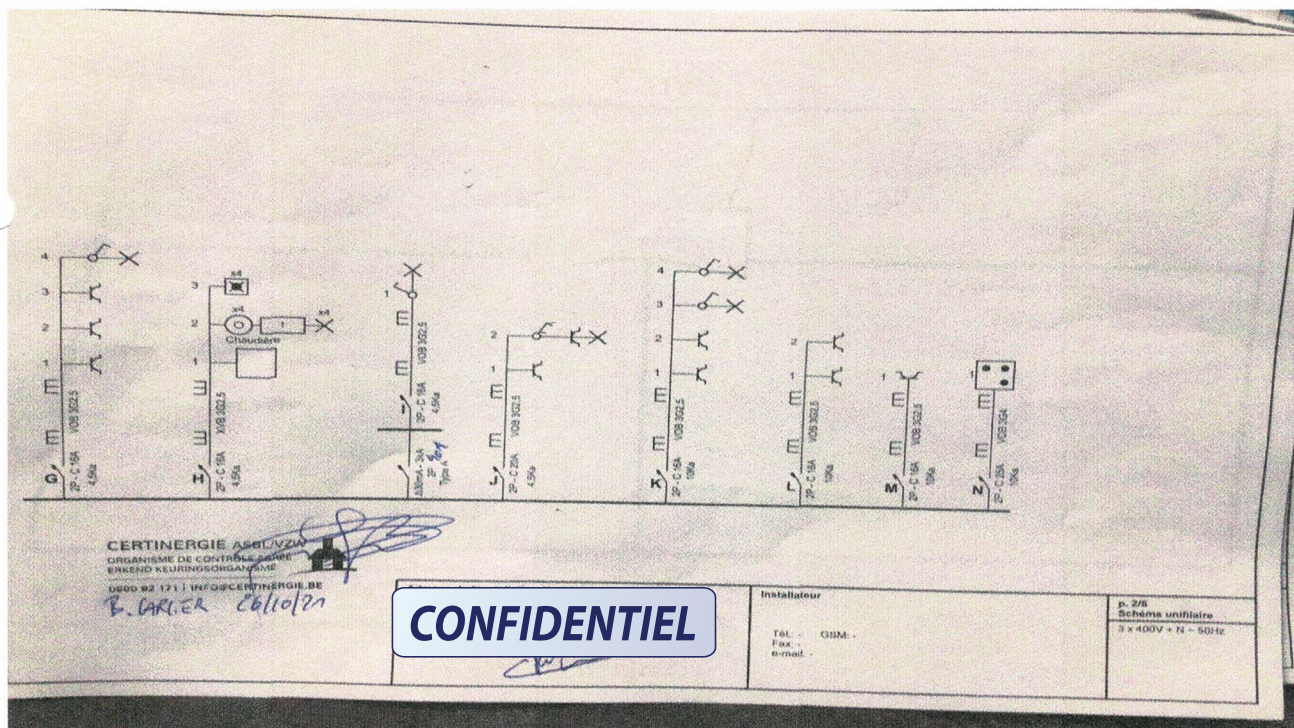 4
3
2
1
VOB 3G2,5
G
2P - C 16A
4,5Ka
x4
3
2
Chaudière
1
XVB 3G2,5
H
2P - C 16A
4,5Ka
1
VOB 3G2,5
I
2P - C 16A
4,5Ka
2P
Type A
2
1
VOB 3G2,5
2P - C 20A
4,5Ka
4
3
2
1
VOB 3G2,5
K
2P - C 16A
10Ka
2
1
VOB 3G2,5
L
2P - C 16A
10Ka
1
VOB 3G2,5
M
2P - C 16A
10Ka
1
VOB 3G4
N
2P - C 25A
10Ka
CERTINERGIE ASBL/VZW
ORGANISME DE CONTRÔLE AGRÉÉ
ERKEND KEURINGSORGANISME
0800 82 171 | INFO@CERTINERGIE.BE
B. CARLIER 26/10/21
CONFIDENTIEL
Installateur
Tél.: - GSM: -
Fax: -
e-mail: -
p. 2/8
Schéma unifilaire
3 x 400V + N ~ 50Hz